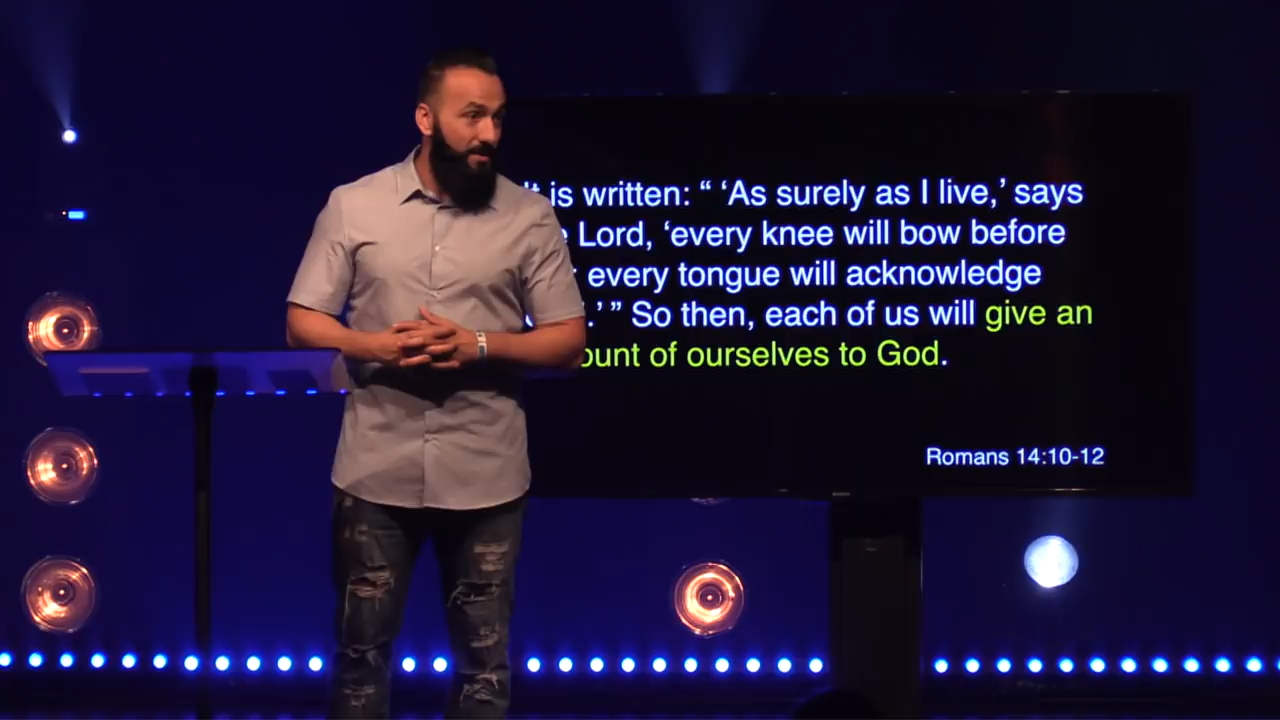 It is written: “ ‘As surely as I live,’ says
Lord, ‘every knee will bow before
every tongue will acknowledge
.’ ” So then, each of us will give an
of ourselves to God.
Romans 14:10-12